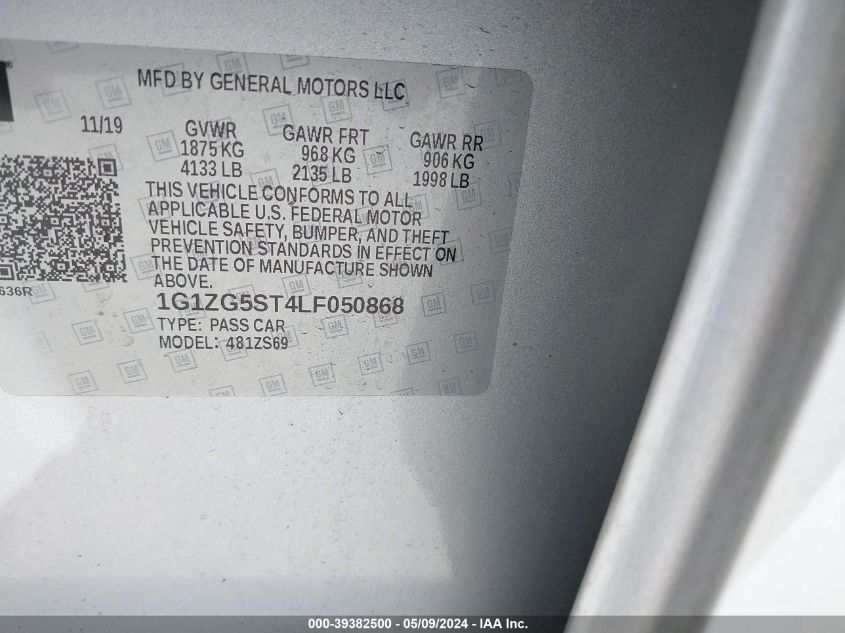 MFD BY GENERAL MOTORS LLC
11/19 GVWR GAWR FRT GAWR RR
1875 KG 968 KG 906 KG
4133 LB 2135 LB 1998 LB
THIS VEHICLE CONFORMS TO ALL
APPLICABLE U.S. FEDERAL MOTOR
VEHICLE SAFETY, BUMPER, AND THEFT
PREVENTION STANDARDS IN EFFECT ON
THE DATE OF MANUFACTURE SHOWN
ABOVE.
636R
1G1ZG5ST4LF050868
TYPE: PASS CAR
MODEL: 481ZS69
GM
000-39382500 - 05/09/2024 - IAA Inc.